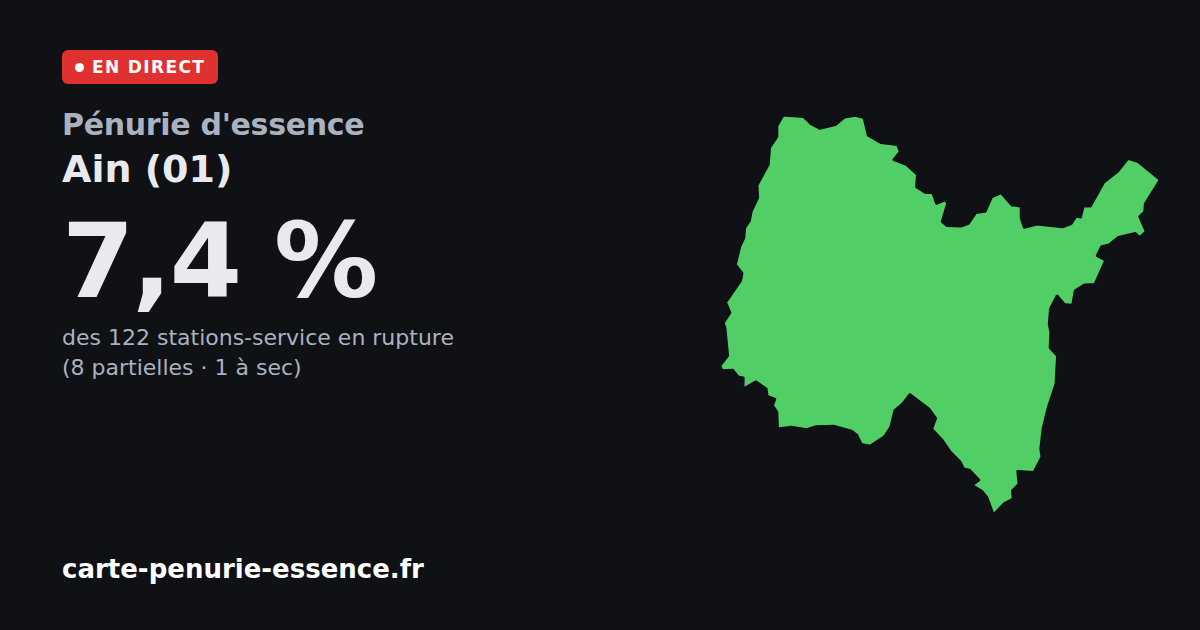 EN DIRECT
Pénurie d'essence
Ain (01)
7,4 %
des 122 stations-service en rupture
(8 partielles · 1 à sec)
carte-penurie-essence.fr